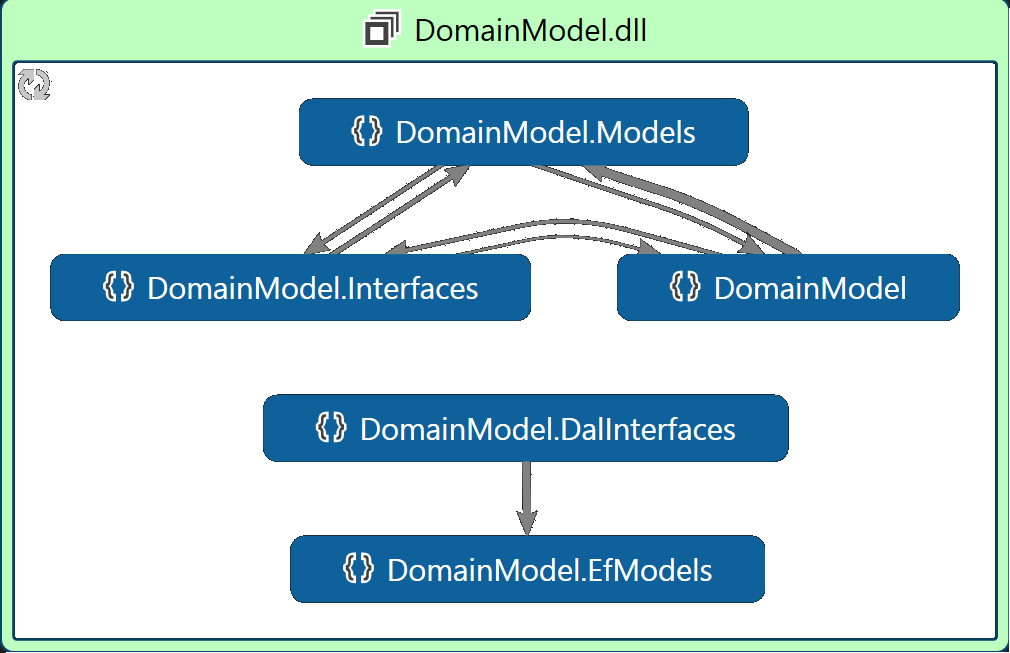 DomainModel.dll
{} DomainModel.Models
{} DomainModel.Interfaces
{} DomainModel
{} DomainModel.DalInterfaces
{} DomainModel.EfModels